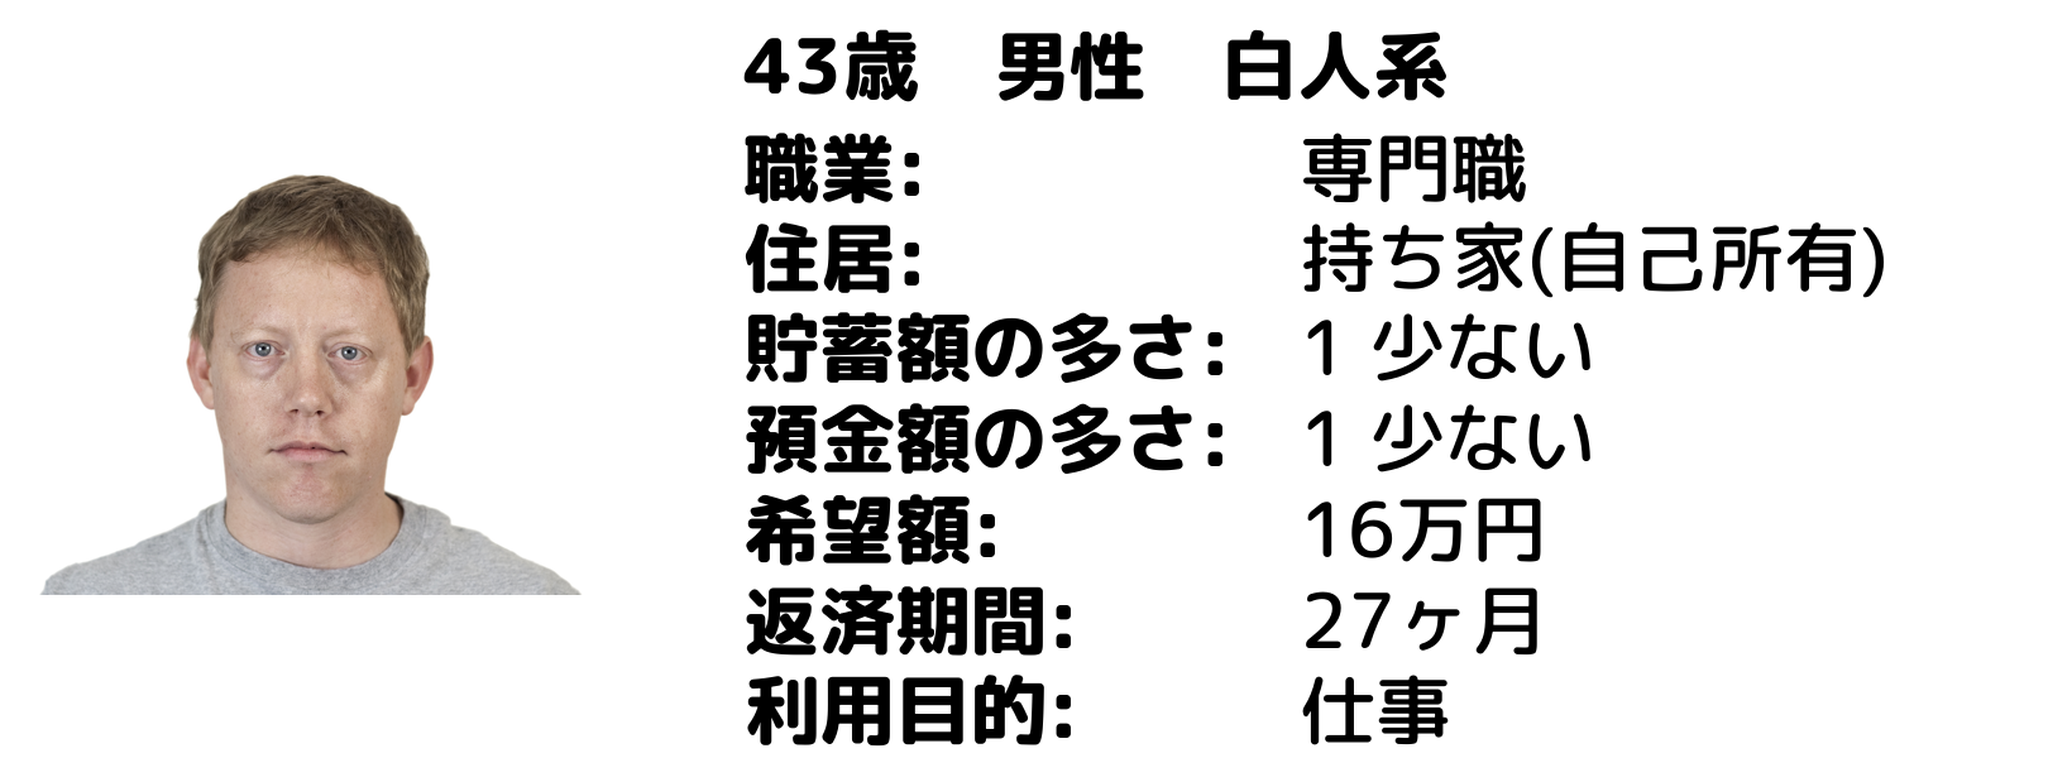 43歳　男性　白人系
職業: 専門職
住居: 持ち家(自己所有)
貯蓄額の多さ: 1 少ない
預金額の多さ: 1 少ない
希望額: 16万円
返済期間: 27ヶ月
利用目的: 仕事